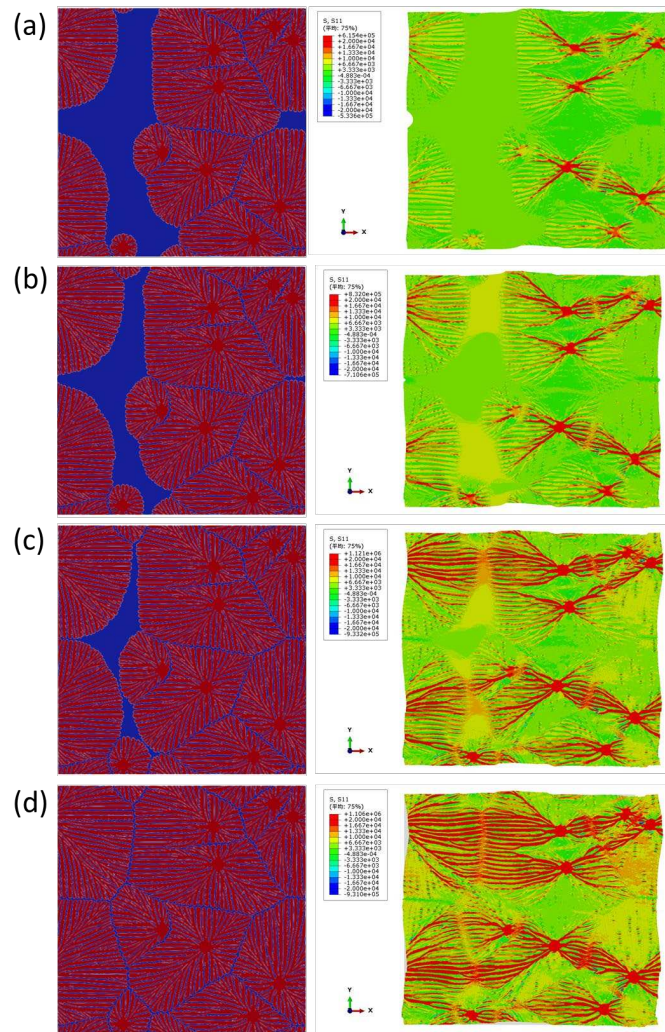 (a)
S, S11
(平均: 75%)
+6.154e+05
+2.000e+04
+1.667e+04
+1.333e+04
+1.000e+04
+6.667e+03
+3.333e+03
-4.883e-04
-3.333e+03
-6.667e+03
-1.000e+04
-1.333e+04
-1.667e+04
-2.000e+04
-5.336e+05
Y
X
(b)
S, S11
(平均: 75%)
+8.320e+05
+2.000e+04
+1.667e+04
+1.333e+04
+1.000e+04
+6.667e+03
+3.333e+03
-4.883e-04
-3.333e+03
-6.667e+03
-1.000e+04
-1.333e+04
-1.667e+04
-2.000e+04
-7.106e+05
Y
X
(c)
S, S11
(平均: 75%)
+1.121e+06
+2.000e+04
+1.667e+04
+1.333e+04
+1.000e+04
+6.667e+03
+3.333e+03
-4.883e-04
-3.333e+03
-6.667e+03
-1.000e+04
-1.333e+04
-1.667e+04
-2.000e+04
-9.332e+05
Y
X
(d)
S, S11
(平均: 75%)
+1.106e+06
+2.000e+04
+1.667e+04
+1.333e+04
+1.000e+04
+6.667e+03
+3.333e+03
-4.883e-04
-3.333e+03
-6.667e+03
-1.000e+04
-1.333e+04
-1.667e+04
-2.000e+04
-9.310e+05
Y
X